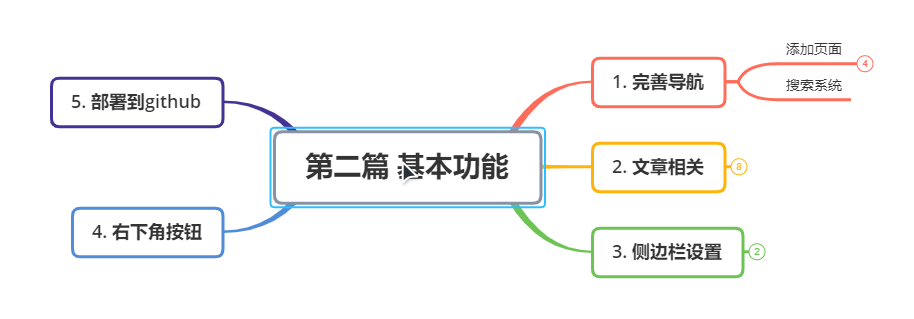 第二篇 基本功能
1. 完善导航
添加页面
4
搜索系统
2. 文章相关
8
3. 侧边栏设置
2
4. 右下角按钮
5. 部署到github